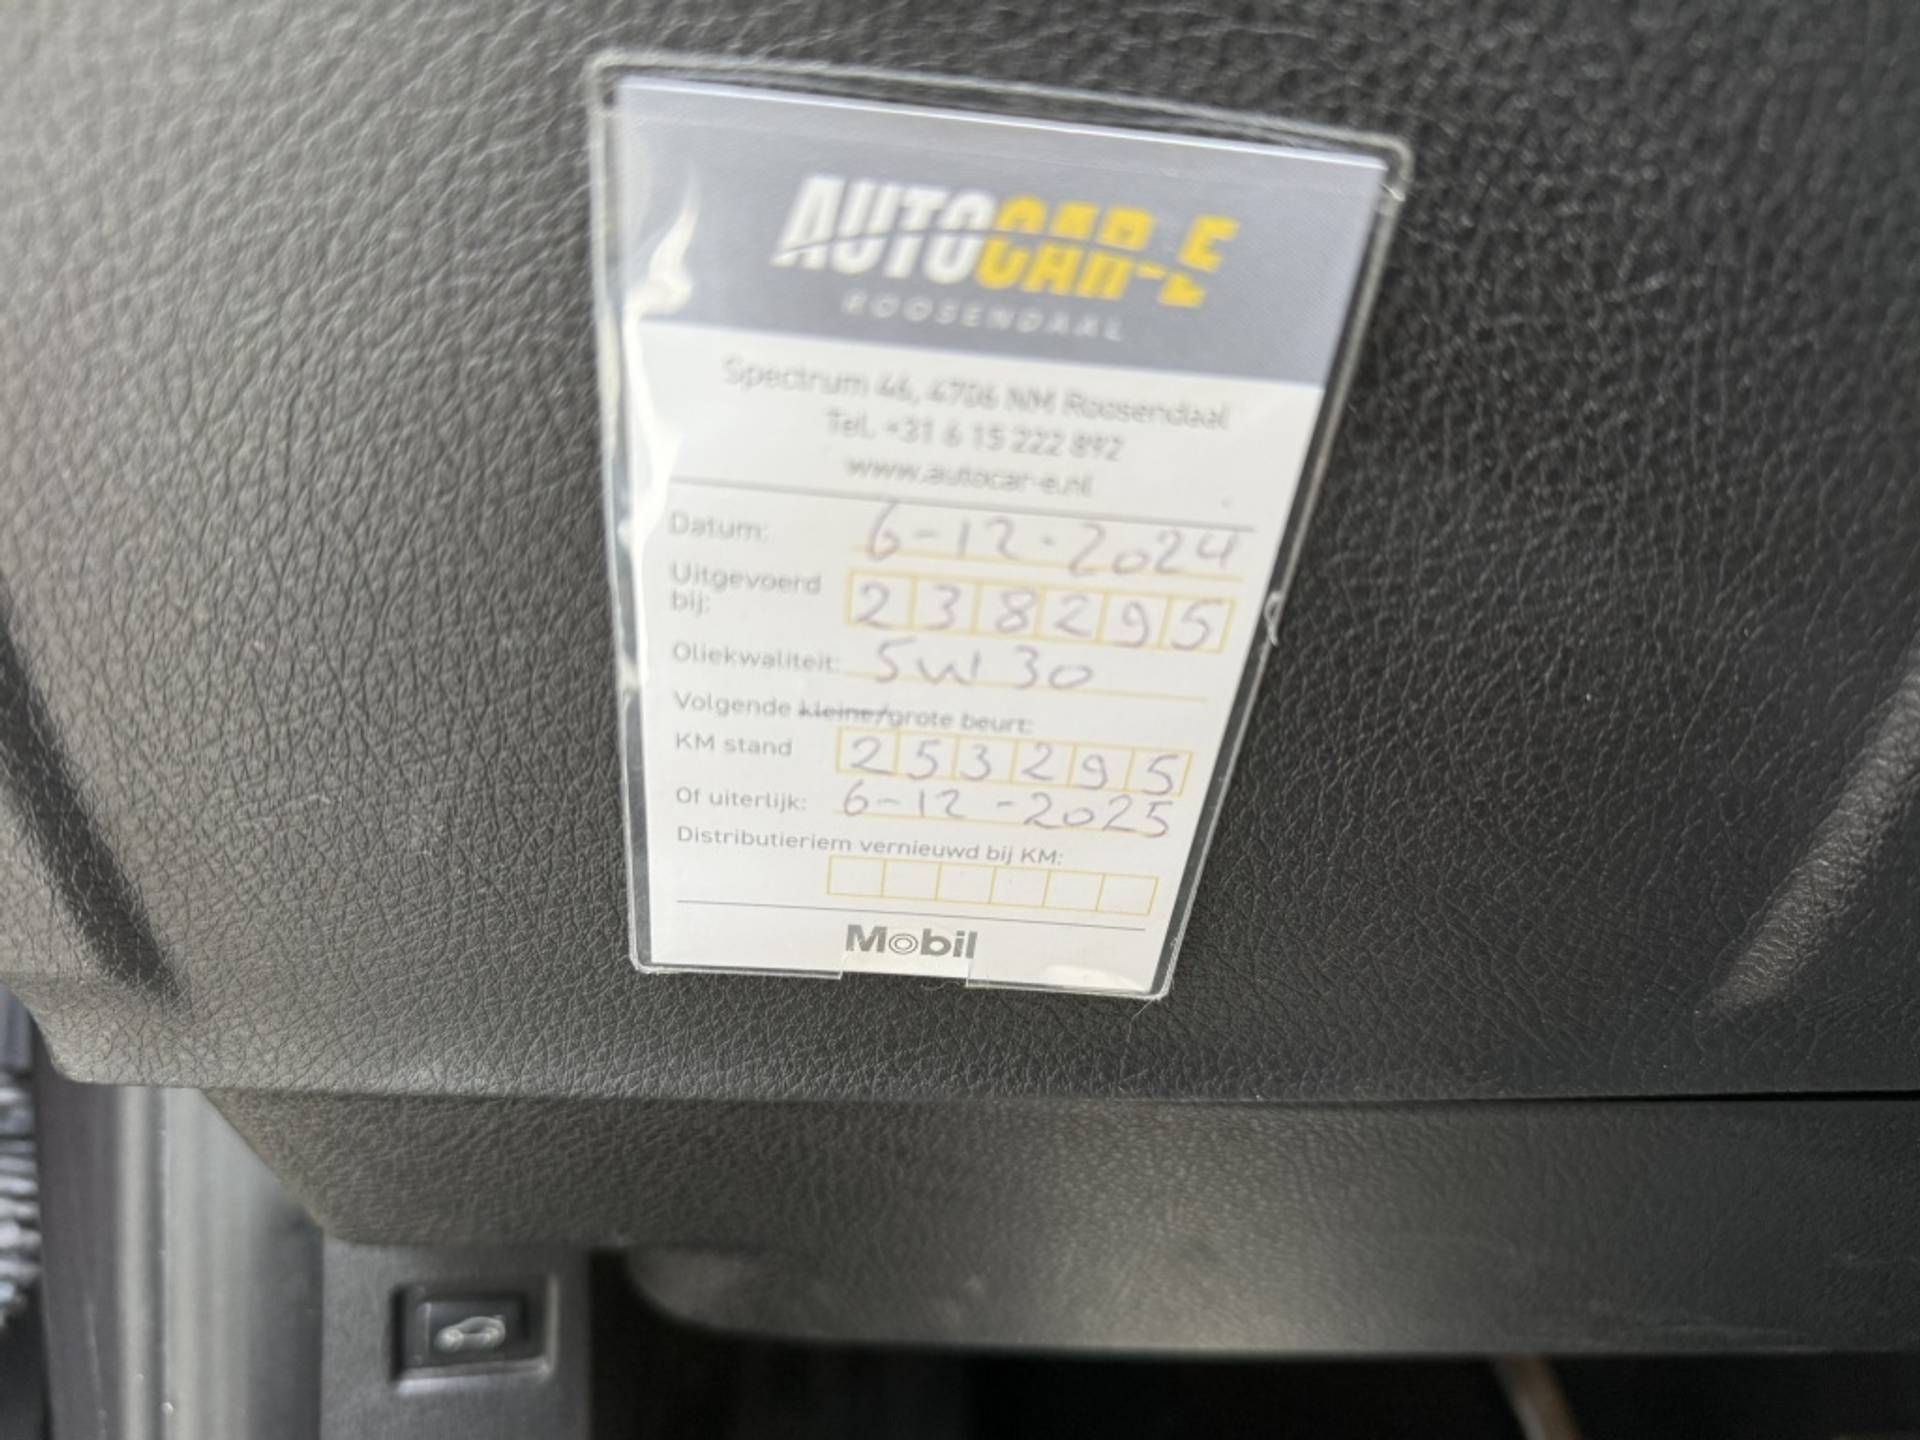 AUTOCAR-E
ROOSENDAAL
Spectrum 46, 4706 NM Roosendaal
Tel. +31 6 15 222 892
www.autocar-e.nl
Datum: 6-12-2024
Uitgevoerd
bij: 238295
Oliekwaliteit: 5W30
Volgende kleine/grote beurt:
KM stand 253295
Of uiterlijk: 6-12-2025
Distributieriem vernieuwd bij KM:
Mobil